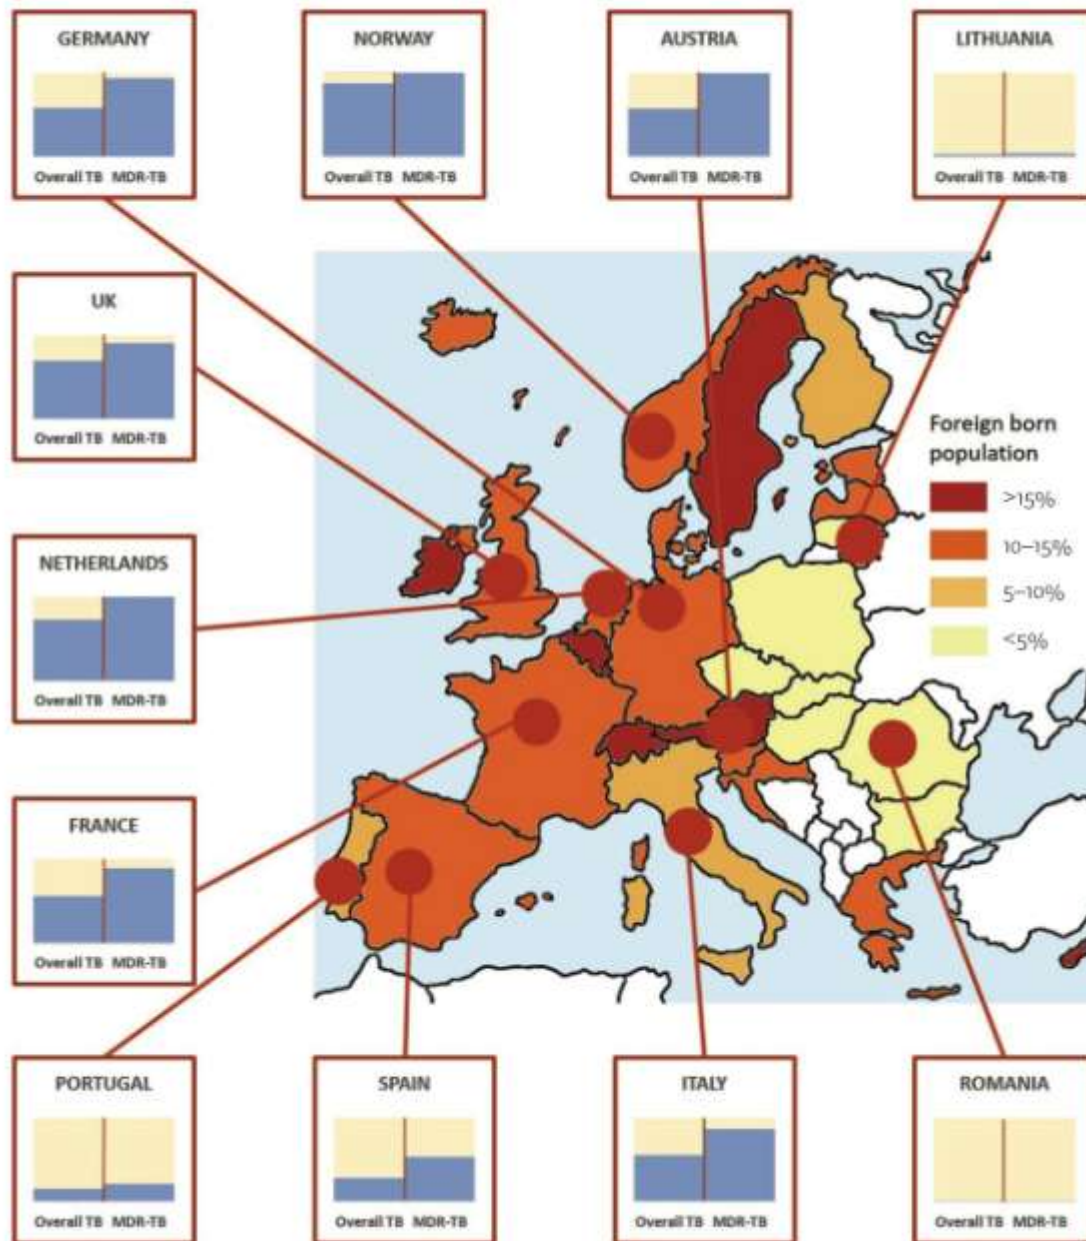 GERMANY
Overall TB MDR-TB
NORWAY
Overall TB MDR-TB
AUSTRIA
Overall TB MDR-TB
LITHUANIA
Overall TB MDR-TB
UK
Overall TB MDR-TB
Foreign born
population
>15%
10–15%
5–10%
<5%
NETHERLANDS
Overall TB MDR-TB
FRANCE
Overall TB MDR-TB
PORTUGAL
Overall TB MDR-TB
SPAIN
Overall TB MDR-TB
ITALY
Overall TB MDR-TB
ROMANIA
Overall TB MDR-TB